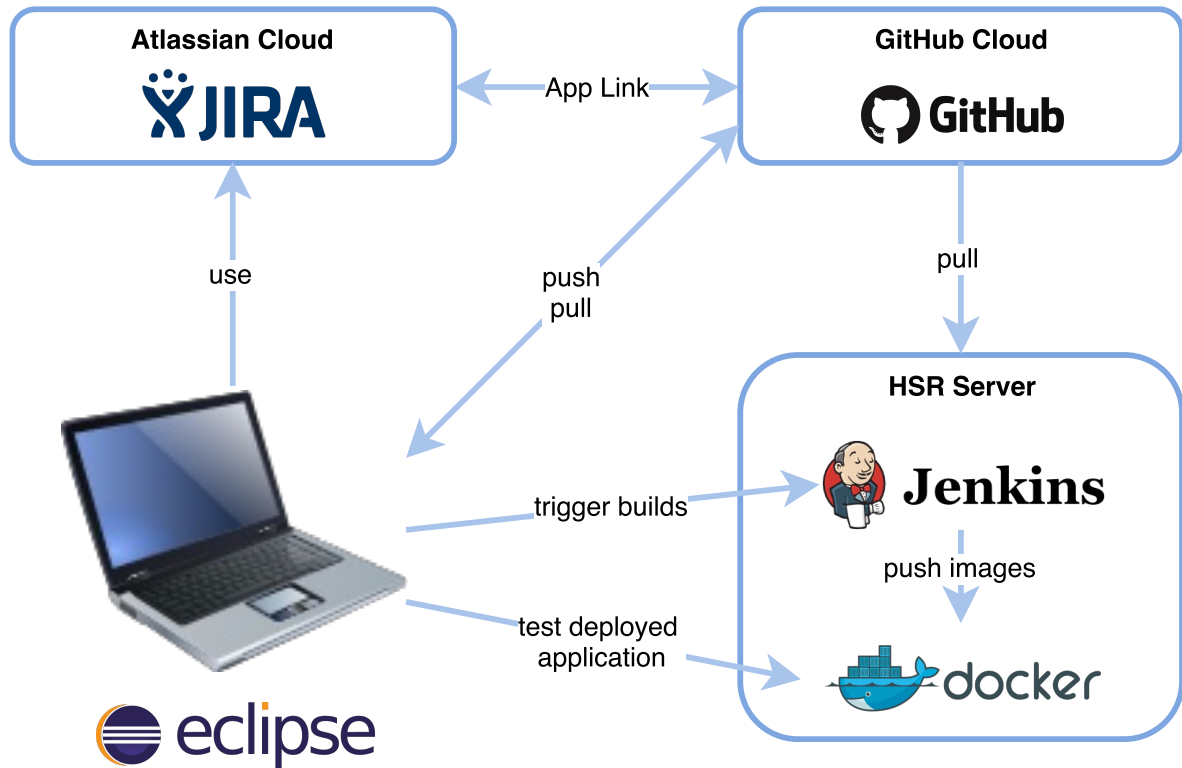 Atlassian Cloud
JIRA
App Link
GitHub Cloud
GitHub
use
push
pull
pull
HSR Server
Jenkins
trigger builds
push images
test deployed
application
docker
eclipse